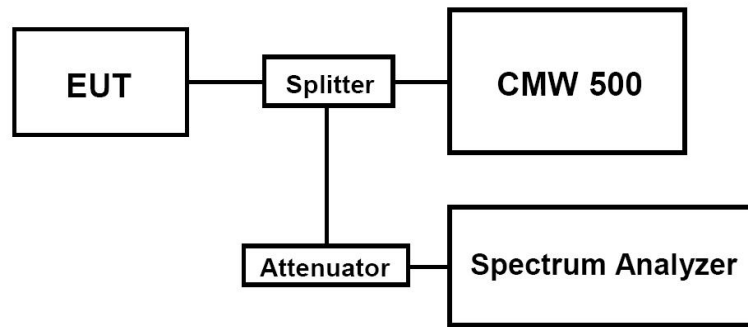 EUT
Splitter
CMW 500
Attenuator
Spectrum Analyzer